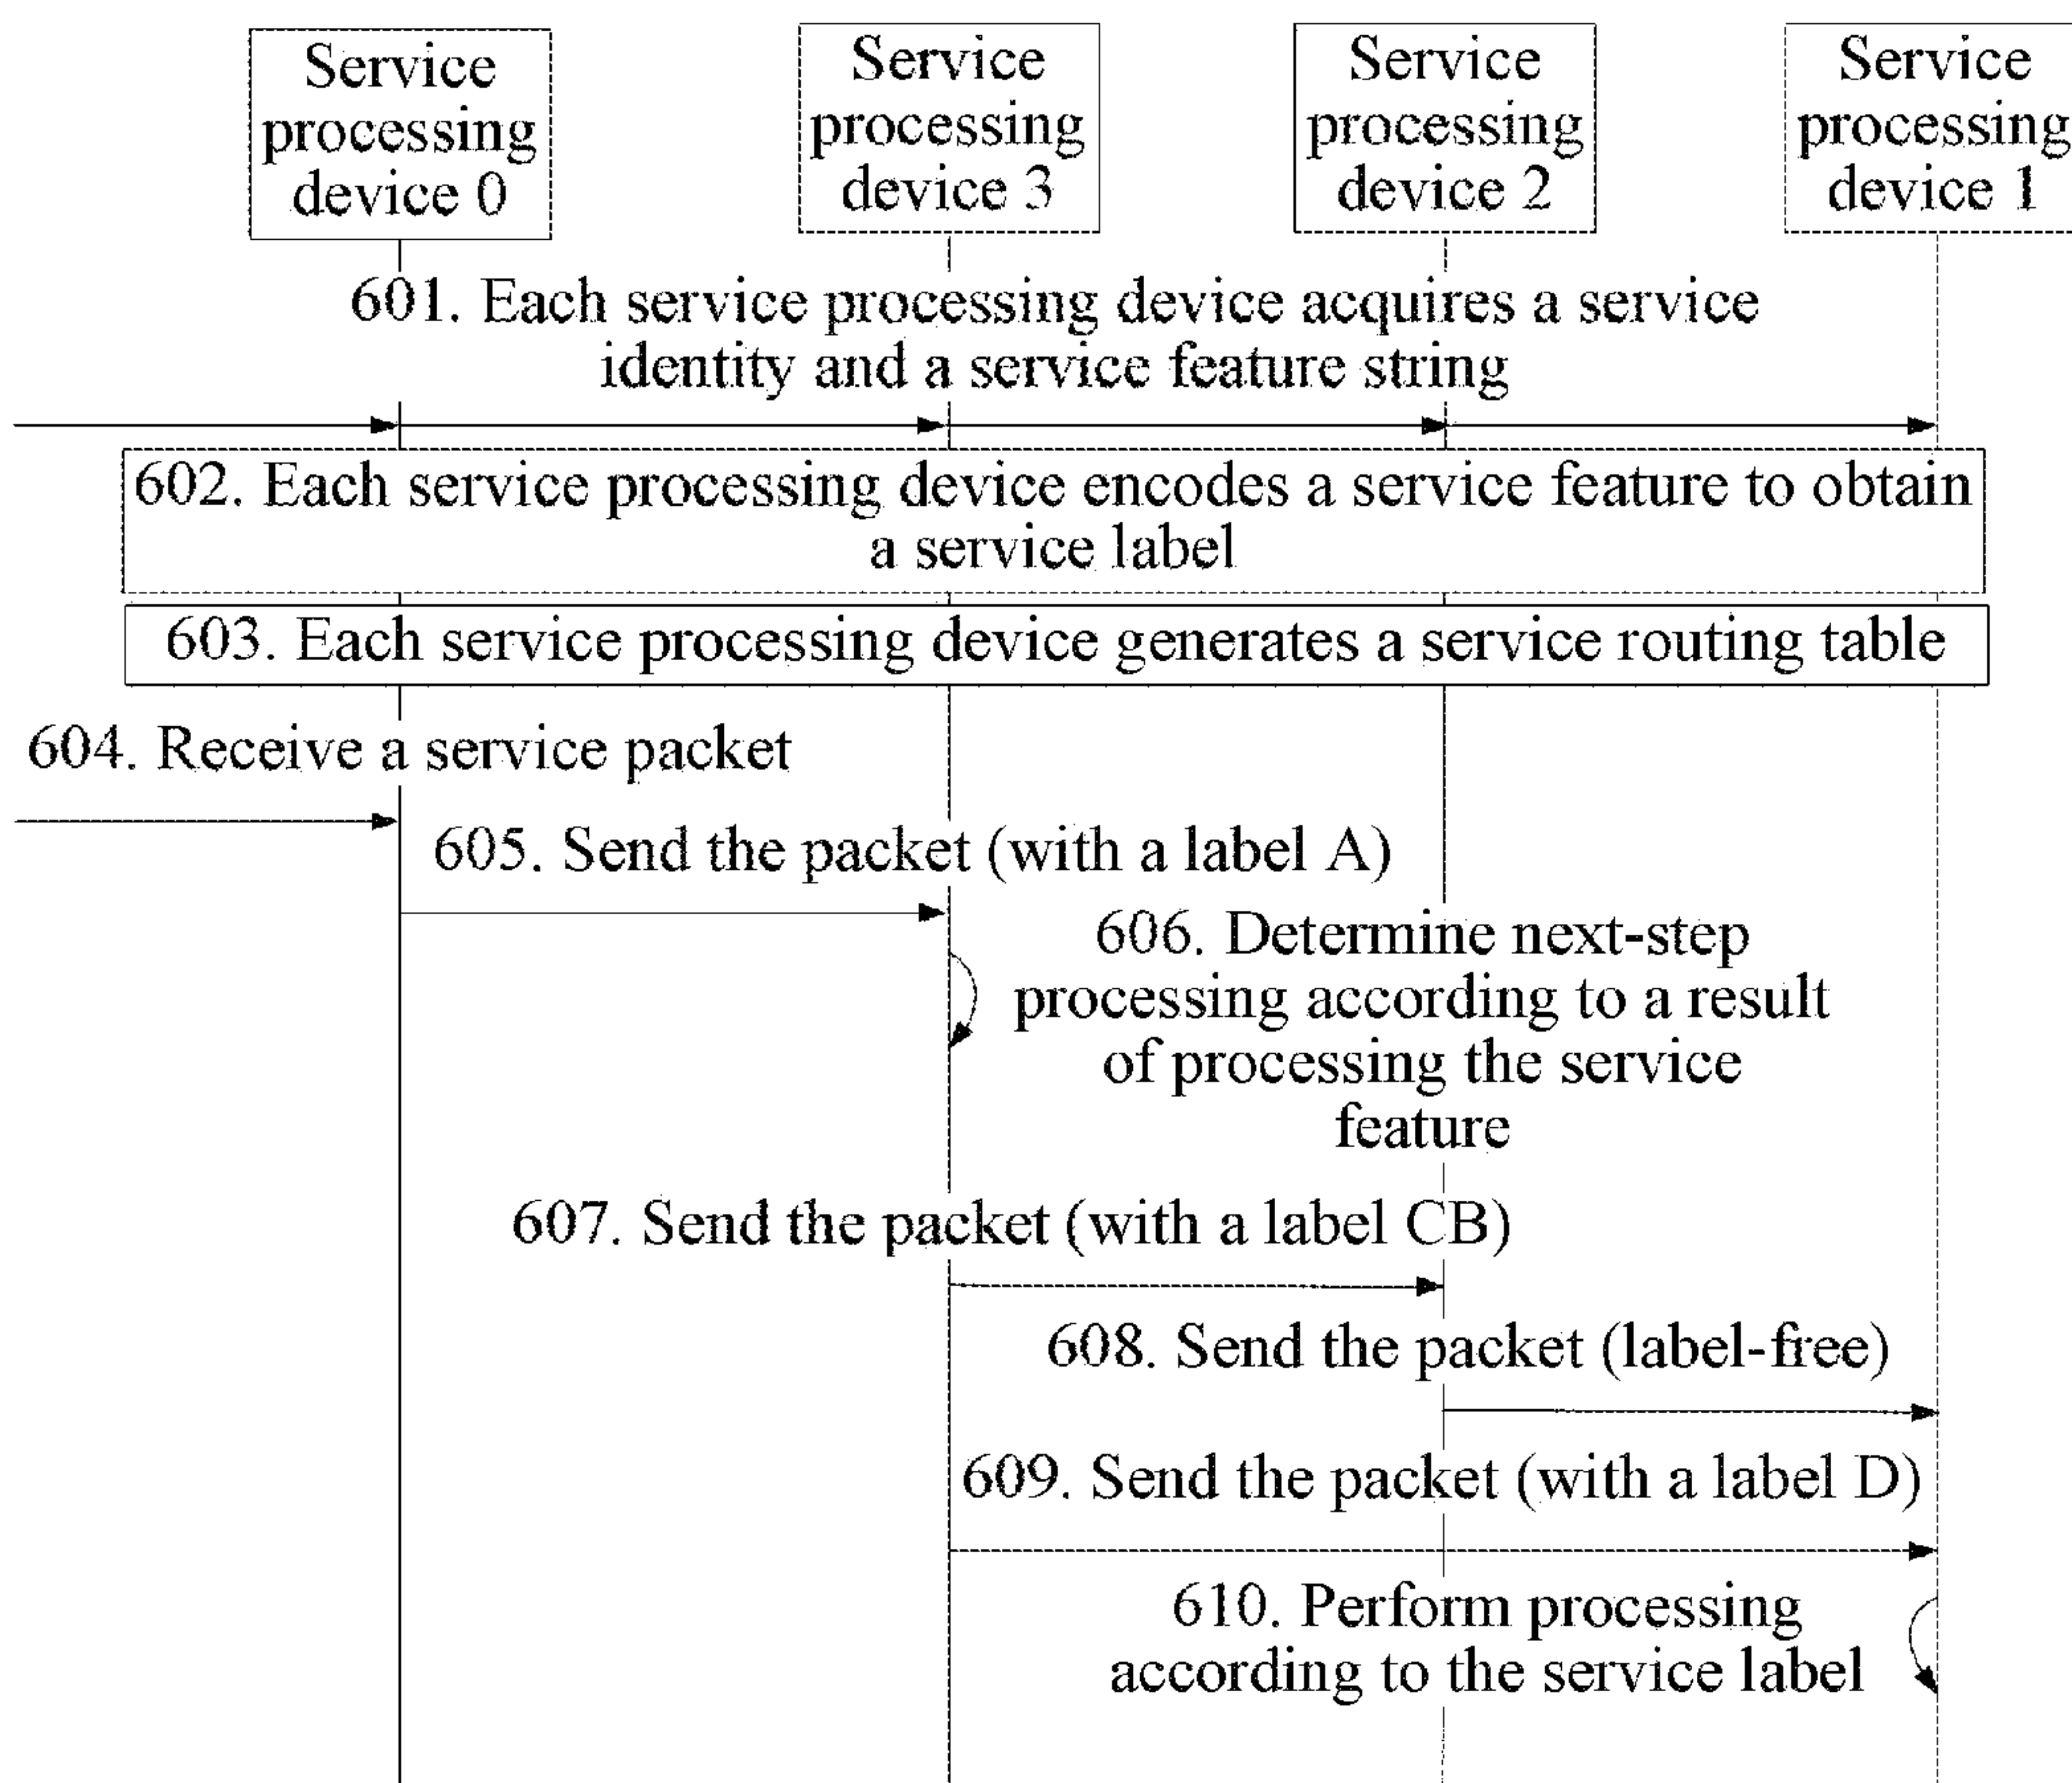 Service
processing
device 0
Service
processing
device 3
Service
processing
device 2
Service
processing
device 1
601. Each service processing device acquires a service
identity and a service feature string
602. Each service processing device encodes a service feature to obtain
a service label
603. Each service processing device generates a service routing table
604. Receive a service packet
605. Send the packet (with a label A)
606. Determine next-step
processing according to a result
of processing the service
feature
607. Send the packet (with a label CB)
608. Send the packet (label-free)
609. Send the packet (with a label D)
610. Perform processing
according to the service label